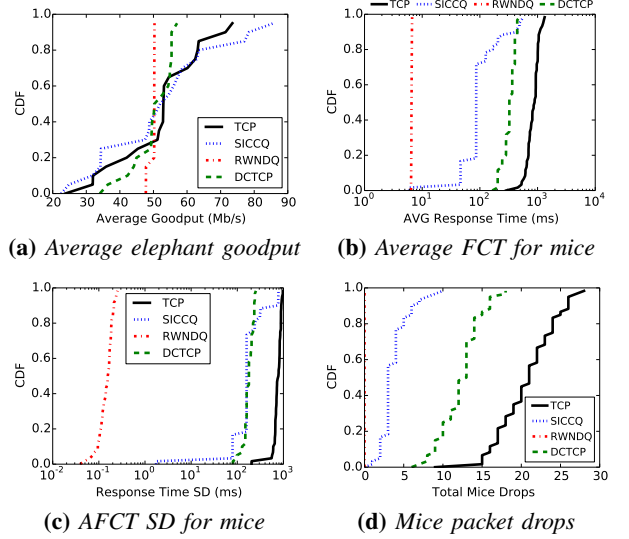 TCP SICCQ RWNDQ DCTCP
1.0
0.8
0.6
0.4
0.2
0.0
CDF
TCP
SICCQ
RWNDQ
DCTCP
20 30 40 50 60 70 80 90
Average Goodput (Mb/s)
(a) Average elephant goodput
1.0
0.8
0.6
0.4
0.2
0.0
CDF
10^0 10^1 10^2 10^3 10^4
AVG Response Time (ms)
(b) Average FCT for mice
1.0
0.8
0.6
0.4
0.2
0.0
CDF
TCP
SICCQ
RWNDQ
DCTCP
10^-2 10^-1 10^0 10^1 10^2 10^3
Response Time SD (ms)
(c) AFCT SD for mice
1.0
0.8
0.6
0.4
0.2
0.0
CDF
TCP
SICCQ
RWNDQ
DCTCP
0 5 10 15 20 25 30
Total Mice Drops
(d) Mice packet drops